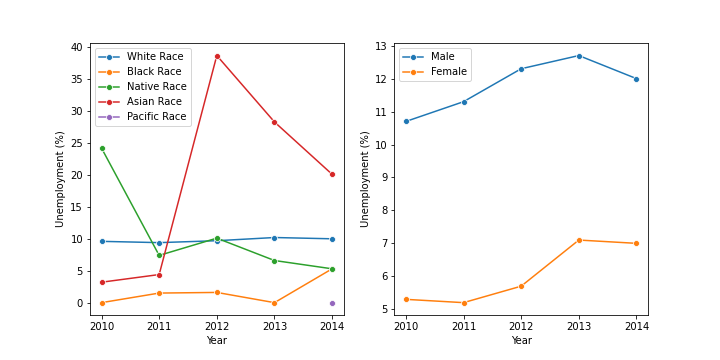 White Race
Black Race
Native Race
Asian Race
Pacific Race
40
35
30
25
20
15
10
5
0
Unemployment (%)
2010 2011 2012 2013 2014
Year
Male
Female
13
12
11
10
9
8
7
6
5
Unemployment (%)
2010 2011 2012 2013 2014
Year